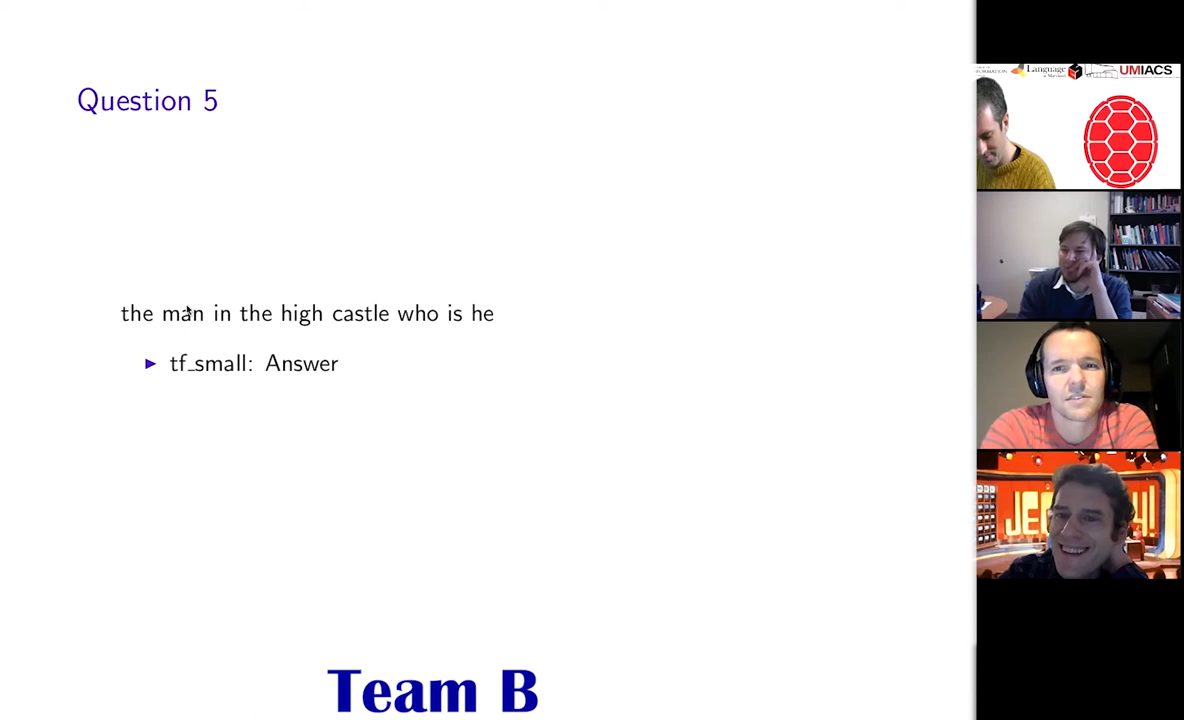 Question 5
the man in the high castle who is he
▶ tf_small: Answer
Team B
Language
UMIACS